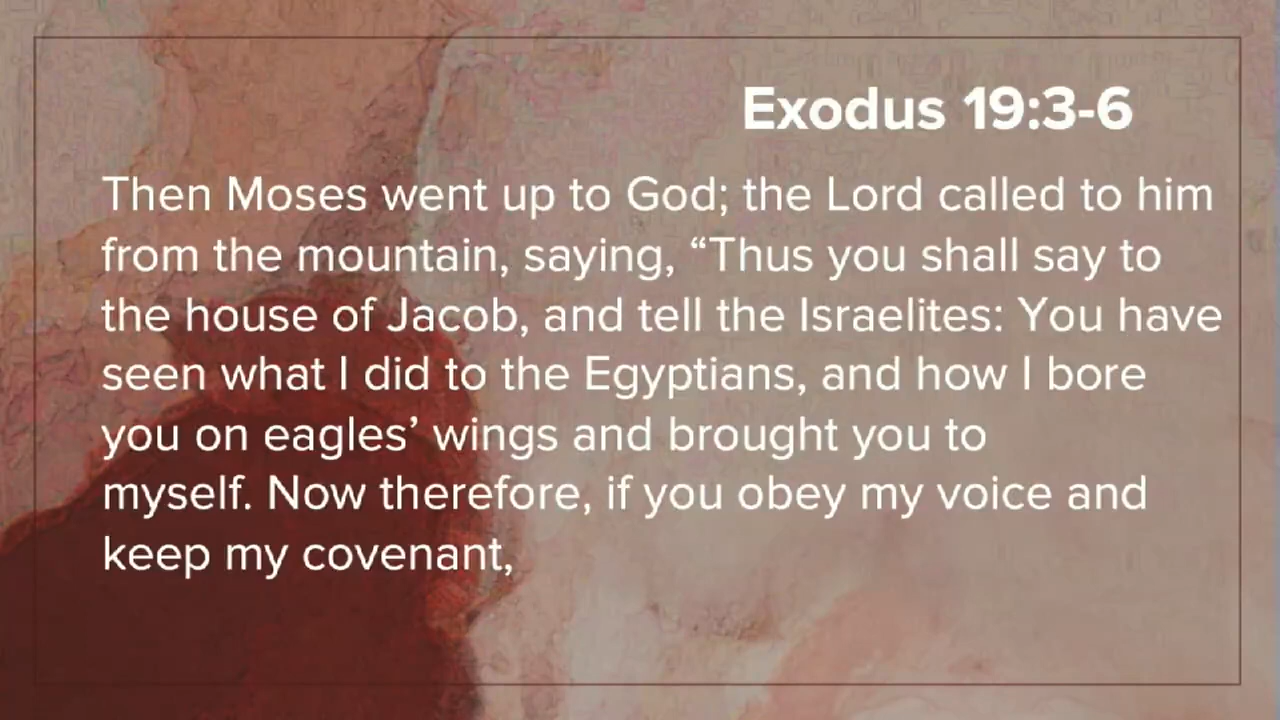 Exodus 19:3-6
Then Moses went up to God; the Lord called to him
from the mountain, saying, “Thus you shall say to
the house of Jacob, and tell the Israelites: You have
seen what I did to the Egyptians, and how I bore
you on eagles’ wings and brought you to
myself. Now therefore, if you obey my voice and
keep my covenant,